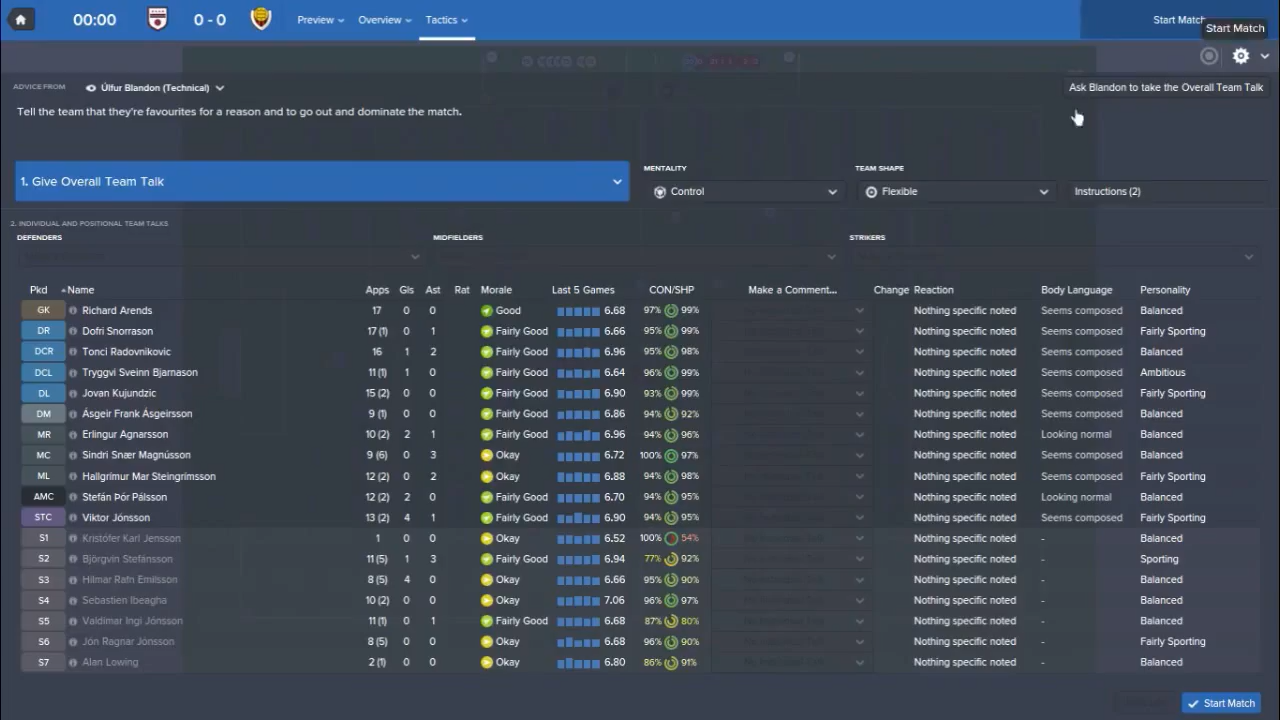 00:00 0 - 0 Preview Overview Tactics Start Match
Start Match
ADVICE FROM Úlfur Blandon (Technical) Ask Blandon to take the Overall Team Talk
Tell the team that they're favourites for a reason and to go out and dominate the match.
MENTALITY TEAM SHAPE
1. Give Overall Team Talk Control Flexible Instructions (2)
2. INDIVIDUAL AND POSITIONAL TEAM TALKS
DEFENDERS MIDFIELDERS STRIKERS
Pkd Name Apps Gls Ast Rat Morale Last 5 Games CON/SHP Make a Comment... Change Reaction Body Language Personality
GK Richard Arends 17 0 0 Good 6.68 97% 99% Nothing specific noted Seems composed Balanced
DR Dofri Snorrason 17 (1) 0 1 Fairly Good 6.66 95% 99% Nothing specific noted Seems composed Fairly Sporting
DCR Tonci Radovnikovic 16 1 2 Fairly Good 6.96 95% 98% Nothing specific noted Seems composed Balanced
DCL Tryggvi Sveinn Bjarnason 11 (1) 1 0 Fairly Good 6.64 96% 99% Nothing specific noted Seems composed Ambitious
DL Jovan Kujundzic 15 (2) 0 0 Fairly Good 6.90 93% 99% Nothing specific noted Seems composed Fairly Sporting
DM Ásgeir Frank Ásgeirsson 9 (1) 0 0 Fairly Good 6.86 94% 92% Nothing specific noted Seems composed Balanced
MR Erlingur Agnarsson 10 (2) 2 1 Fairly Good 6.96 94% 96% Nothing specific noted Looking normal Balanced
MC Sindri Snær Magnússon 9 (6) 0 3 Okay 6.72 100% 97% Nothing specific noted Seems composed Balanced
ML Hallgrímur Mar Steingrímsson 12 (2) 0 2 Okay 6.88 94% 98% Nothing specific noted Seems composed Fairly Sporting
AMC Stefán Þór Pálsson 12 (2) 2 0 Fairly Good 6.70 94% 95% Nothing specific noted Looking normal Balanced
STC Viktor Jónsson 13 (2) 4 1 Fairly Good 6.90 94% 95% Nothing specific noted Seems composed Fairly Sporting
S1 Kristófer Karl Jensson 1 0 0 Okay 6.52 100% 54% Nothing specific noted - Balanced
S2 Björgvin Stefánsson 11 (5) 1 3 Fairly Good 6.94 77% 92% Nothing specific noted - Sporting
S3 Hilmar Rafn Emilsson 8 (5) 4 0 Okay 6.66 95% 90% Nothing specific noted - Balanced
S4 Sebastien Ibeagha 10 (2) 0 0 Okay 7.06 96% 97% Nothing specific noted - Balanced
S5 Valdimar Ingi Jónsson 11 (1) 0 1 Fairly Good 6.68 87% 80% Nothing specific noted - Balanced
S6 Jón Ragnar Jónsson 8 (5) 0 0 Okay 6.68 96% 90% Nothing specific noted - Fairly Sporting
S7 Alan Lowing 2 (1) 0 0 Okay 6.80 86% 91% Nothing specific noted - Balanced
Start Match